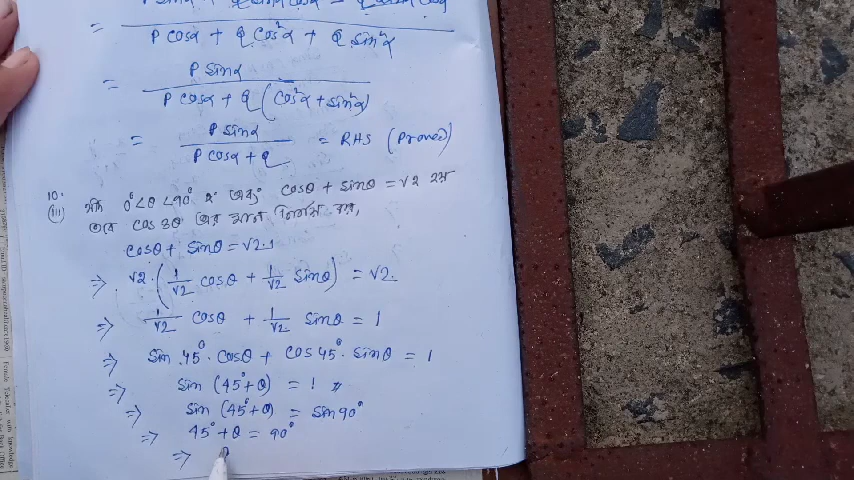 = P cosα + Q cos²α + Q sin²α
= P sinα / P cosα + Q (cos²α + sin²α)
= P sinα / P cosα + Q = RHS (Proved)
10.
(iii) যদি 0° < θ < 90° হয় এবং cosθ + sinθ = √2 হয়
তবে cos 3θ এর মান নির্ণয় কর,
cosθ + sinθ = √2.1
⇒ √2 · (1/√2 cosθ + 1/√2 sinθ) = √2.
⇒ 1/√2 cosθ + 1/√2 sinθ = 1
⇒ sin 45° · cosθ + cos 45° · sinθ = 1
⇒ sin (45° + θ) = 1
⇒ sin (45° + θ) = sin 90°
⇒ 45° + θ = 90°
⇒